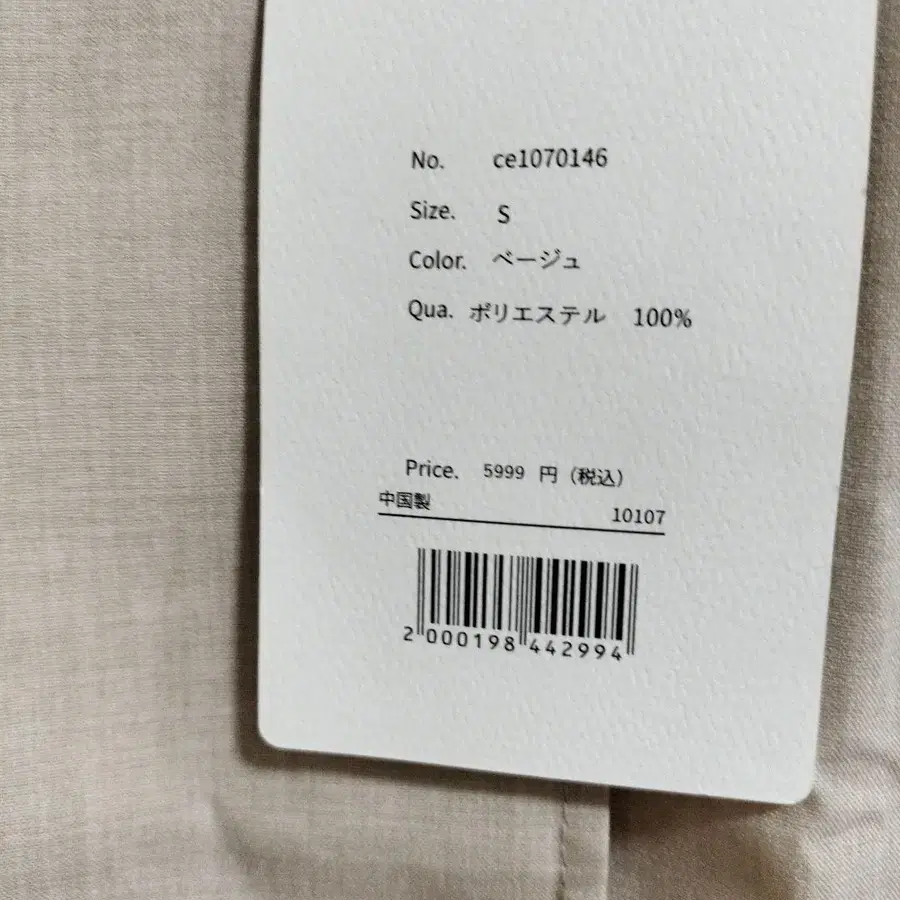 No. ce1070146
Size. S
Color. ベージュ
Qua. ポリエステル 100%
Price. 5999 円（税込）
中国製 10107
2 000198 442994